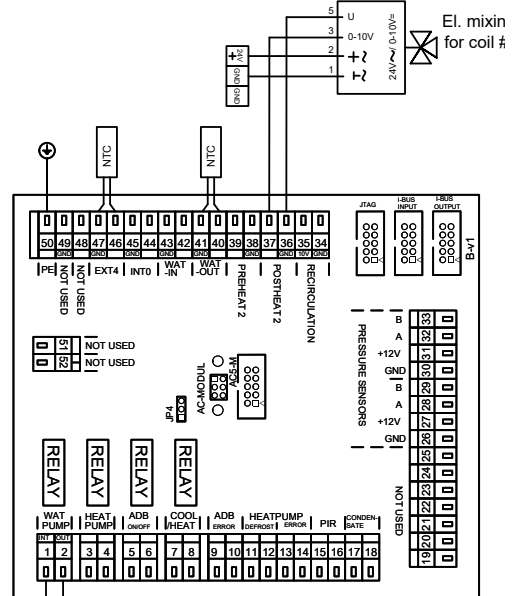 5 U
3 0-10V
2 +~
1 ⊢~
24V ~/ 0-10V=
El. mixin
for coil #
+ 24V
GND
GND
NTC
NTC
JTAG
I-BUS INPUT
I-BUS OUTPUT
B-v1
50 49 48 47 46 45 44 43 42 41 40 39 38 37 36 35 34
GND GND GND GND GND GND 10V GND
PE
NOT USED
NOT USED
EXT4
INT0
WAT -IN
WAT -OUT
PREHEAT 2
POSTHEAT 2
RECIRCULATION
51 NOT USED
52 NOT USED
JP4
AC-MODUL
AC5-M
PRESSURE SENSORS
B 33
A 32
+12V 31
GND 30
B 29
A 28
+12V 27
GND 26
25
24
23
22
21
20
19
NOT USED
RELAY
RELAY
RELAY
RELAY
WAT PUMP
HEAT PUMP
ADB ON/OFF
COOL /HEAT
ADB ERROR
HEATPUMP
DEFROST ERROR
PIR
CONDEN- SATE
INT OUT
1 2 3 4 5 6 7 8 9 10 11 12 13 14 15 16 17 18